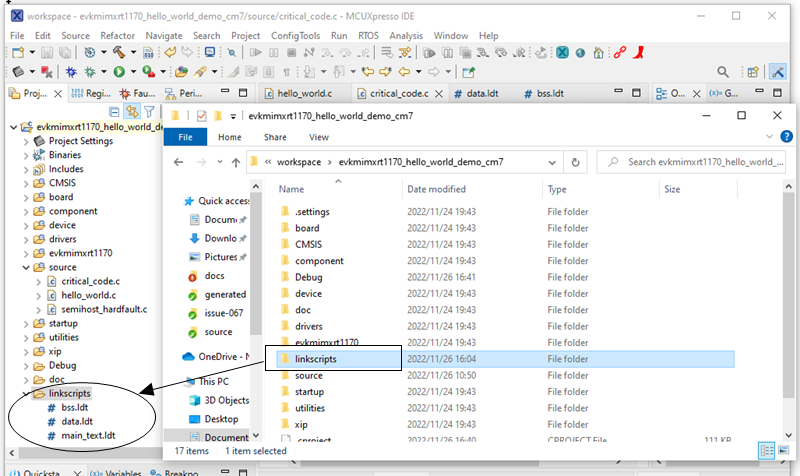 workspace - evkmimxrt1170_hello_world_demo_cm7/source/critical_code.c - MCUXpresso IDE
File Edit Source Refactor Navigate Search Project ConfigTools Run RTOS Analysis Window Help
Proj... Regi... Fau... Peri...
hello_world.c critical_code.c data.ldt bss.ldt O... G...
evkmimxrt1170_hello_world_de
Project Settings
Binaries
Includes
CMSIS
board
component
device
drivers
evkmimxrt1170
source
critical_code.c
hello_world.c
semihost_hardfault.c
startup
utilities
xip
Debug
doc
linkscripts
bss.ldt
data.ldt
main_text.ldt
Quicksta Variables Breakpo
evkmimxrt1170_hello_world_demo_cm7
File Home Share View
workspace evkmimxrt1170_hello_world_demo_cm7
Search evkmimxrt1170_hello_world_...
Quick access
Docum
Downlo
Pictures
docs
generated
issue-067
source
OneDrive - N
This PC
3D Objects
Desktop
Document
Name Date modified Type Size
.settings 2022/11/24 19:43 File folder
board 2022/11/24 19:43 File folder
CMSIS 2022/11/24 19:43 File folder
component 2022/11/24 19:43 File folder
Debug 2022/11/26 16:41 File folder
device 2022/11/24 19:43 File folder
doc 2022/11/24 19:43 File folder
drivers 2022/11/24 19:43 File folder
evkmimxrt1170 2022/11/24 19:43 File folder
linkscripts 2022/11/26 16:04 File folder
source 2022/11/26 10:50 File folder
startup 2022/11/24 19:43 File folder
utilities 2022/11/24 19:43 File folder
xip 2022/11/24 19:43 File folder
.cproject 2022/11/26 16:40 CPROJECT File 111 KB
17 items 1 item selected